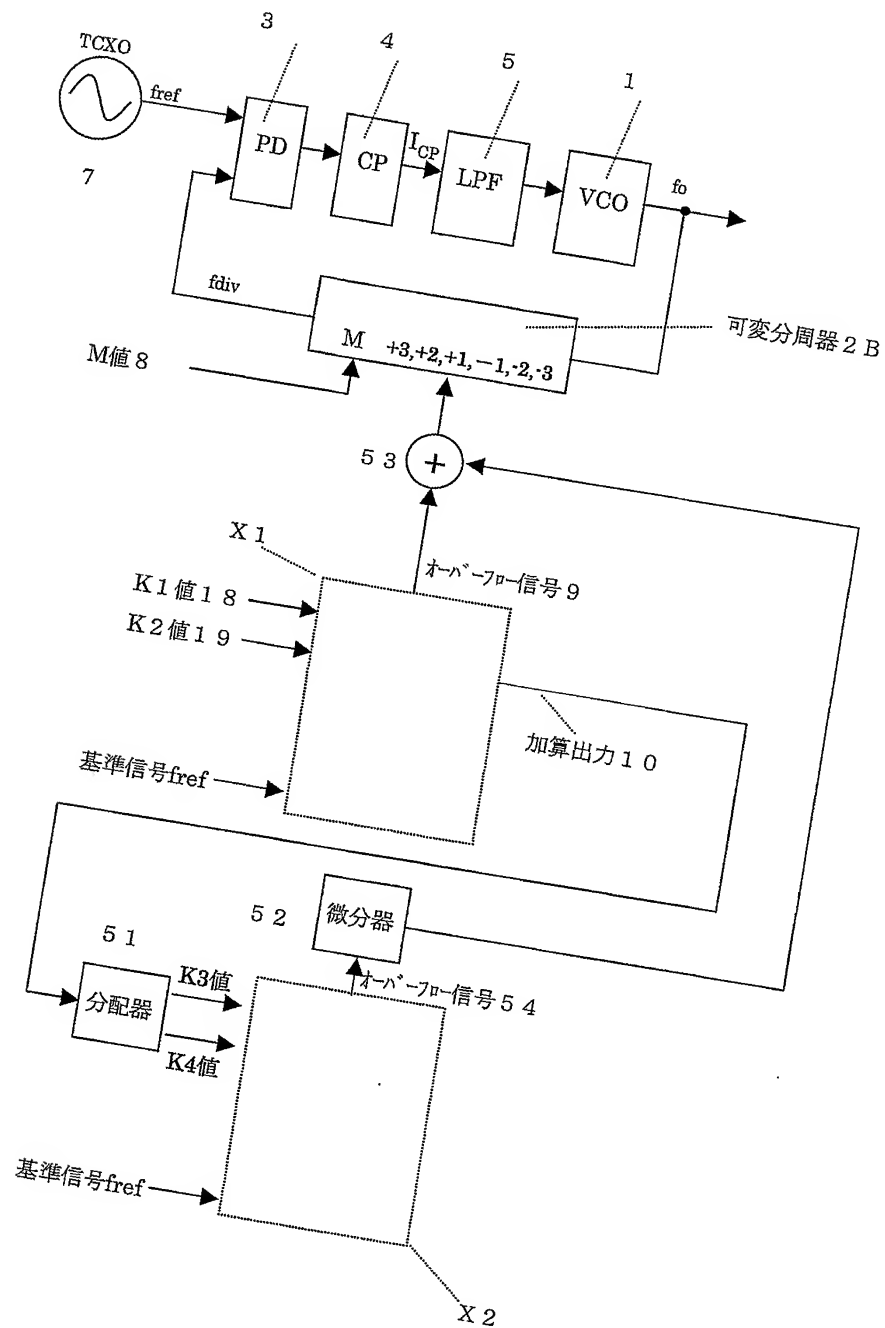 3
TCXO
4
fref
5
1
PD
CP
I_CP
LPF
VCO
fo
7
fdiv
M +3,+2,+1,−1,-2,-3
可変分周器２Ｂ
M値８
５３
+
Ｘ１
オーバーフロー信号９
K１値１８
K２値１９
加算出力１０
基準信号fref
５２
微分器
５１
K3値
オーバーフロー信号５４
分配器
K4値
基準信号fref
Ｘ２